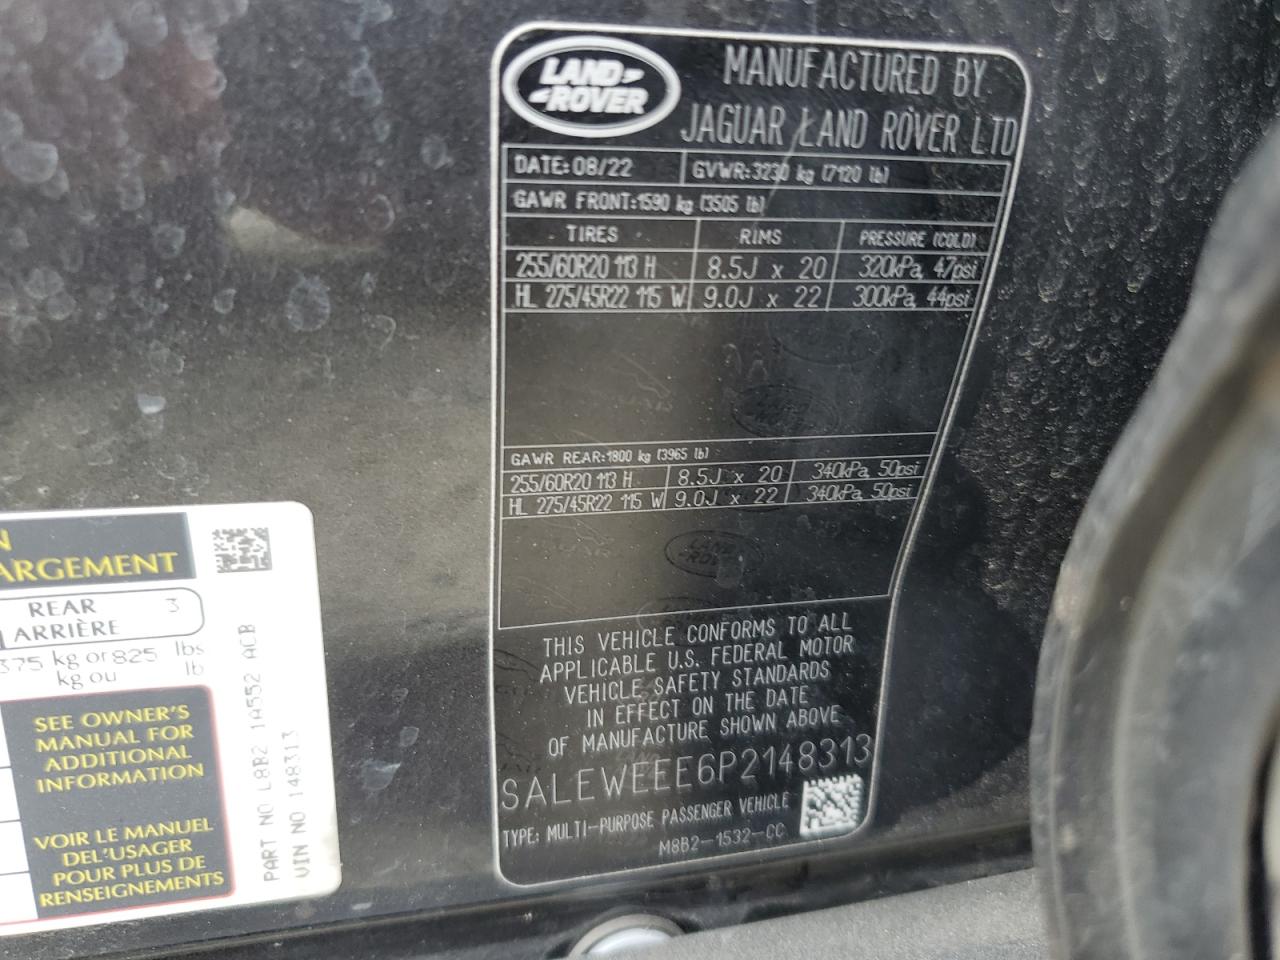 LAND ROVER
MANUFACTURED BY
JAGUAR LAND ROVER LTD
DATE:08/22 GVWR:3230 kg (7120 lb)
GAWR FRONT:1590 kg (3505 lb)
TIRES RIMS PRESSURE (COLD)
255/60R20 113 H 8.5J x 20 320kPa, 47psi
HL 275/45R22 115 W 9.0J x 22 300kPa, 44psi
GAWR REAR:1800 kg (3965 lb)
255/60R20 113 H 8.5J x 20 340kPa, 50psi
HL 275/45R22 115 W 9.0J x 22 340kPa, 50psi
LAND ROVER
THIS VEHICLE CONFORMS TO ALL
APPLICABLE U.S. FEDERAL MOTOR
VEHICLE SAFETY STANDARDS
IN EFFECT ON THE DATE
OF MANUFACTURE SHOWN ABOVE
SALEWEEE6P2148313
TYPE: MULTI-PURPOSE PASSENGER VEHICLE
M8B2-1532-CC
N
ARGEMENT
REAR 3
ARRIÈRE
375 kg or 825 lbs
kg ou lb
SEE OWNER'S
MANUAL FOR
ADDITIONAL
INFORMATION
VOIR LE MANUEL
DEL'USAGER
POUR PLUS DE
RENSEIGNEMENTS
PART NO L8B2 1A552 ACB
VIN NO 148313